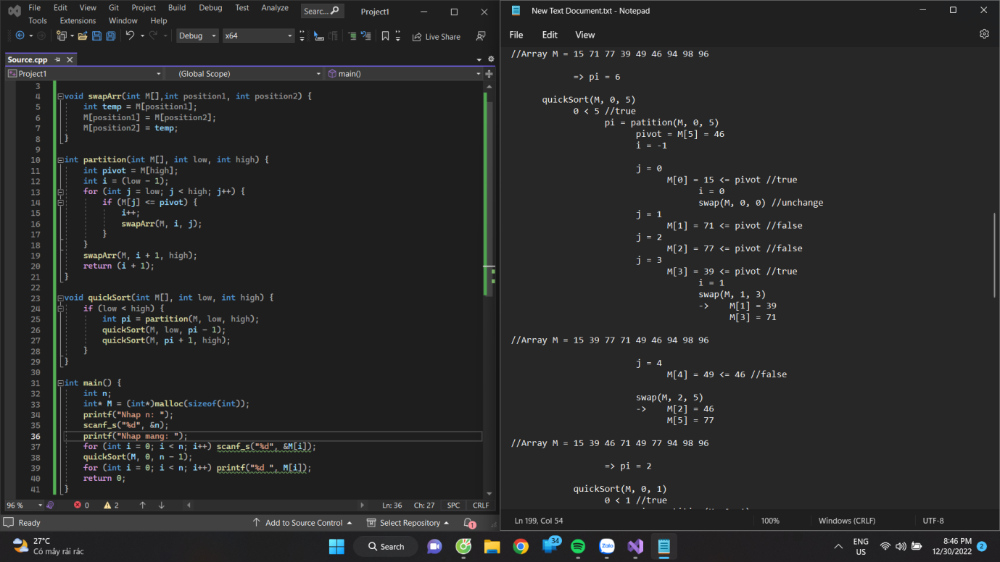 File Edit View Git Project Build Debug Test Analyze Searc... Project1
Tools Extensions Window Help
Debug x64 Live Share
Source.cpp
Project1 (Global Scope) main()
3
4 void swapArr(int M[],int position1, int position2) {
5 int temp = M[position1];
6 M[position1] = M[position2];
7 M[position2] = temp;
8 }
9
10 int partition(int M[], int low, int high) {
11 int pivot = M[high];
12 int i = (low - 1);
13 for (int j = low; j < high; j++) {
14 if (M[j] <= pivot) {
15 i++;
16 swapArr(M, i, j);
17 }
18 }
19 swapArr(M, i + 1, high);
20 return (i + 1);
21 }
22
23 void quickSort(int M[], int low, int high) {
24 if (low < high) {
25 int pi = partition(M, low, high);
26 quickSort(M, low, pi - 1);
27 quickSort(M, pi + 1, high);
28 }
29 }
30
31 int main() {
32 int n;
33 int* M = (int*)malloc(sizeof(int));
34 printf("Nhap n: ");
35 scanf_s("%d", &n);
36 printf("Nhap mang: ");
37 for (int i = 0; i < n; i++) scanf_s("%d", &M[i]);
38 quickSort(M, 0, n - 1);
39 for (int i = 0; i < n; i++) printf("%d ", M[i]);
40 return 0;
41 }
96 % 0 2 Ln: 36 Ch: 27 SPC CRLF
Ready Add to Source Control Select Repository 1
New Text Document.txt - Notepad
File Edit View
//Array M = 15 71 77 39 49 46 94 98 96
=> pi = 6
quickSort(M, 0, 5)
0 < 5 //true
pi = patition(M, 0, 5)
pivot = M[5] = 46
i = -1
j = 0
M[0] = 15 <= pivot //true
i = 0
swap(M, 0, 0) //unchange
j = 1
M[1] = 71 <= pivot //false
j = 2
M[2] = 77 <= pivot //false
j = 3
M[3] = 39 <= pivot //true
i = 1
swap(M, 1, 3)
-> M[1] = 39
M[3] = 71
//Array M = 15 39 77 71 49 46 94 98 96
j = 4
M[4] = 49 <= 46 //false
swap(M, 2, 5)
-> M[2] = 46
M[5] = 77
//Array M = 15 39 46 71 49 77 94 98 96
=> pi = 2
quickSort(M, 0, 1)
0 < 1 //true
Ln 199, Col 54 100% Windows (CRLF) UTF-8
27°C
Có mây rải rác
Search
34
Zalo
ENG
US
8:46 PM
12/30/2022
2